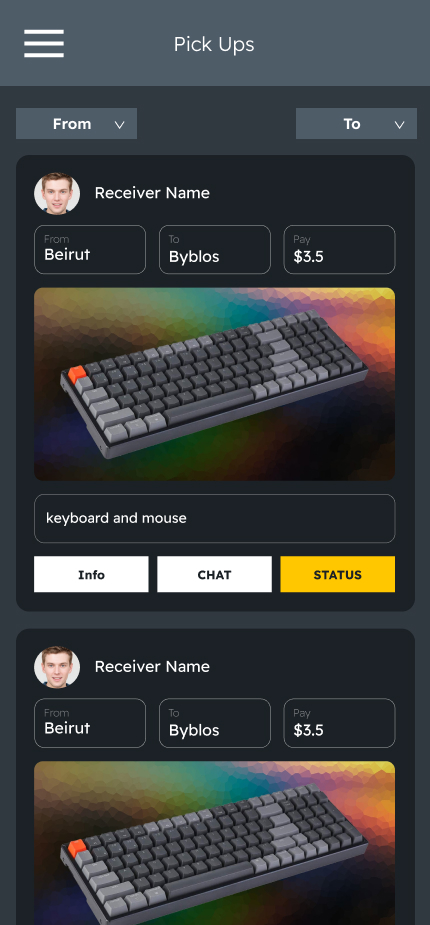 Pick Ups
From To
Receiver Name
From To Pay
Beirut Byblos $3.5
keyboard and mouse
Info CHAT STATUS
Receiver Name
From To Pay
Beirut Byblos $3.5